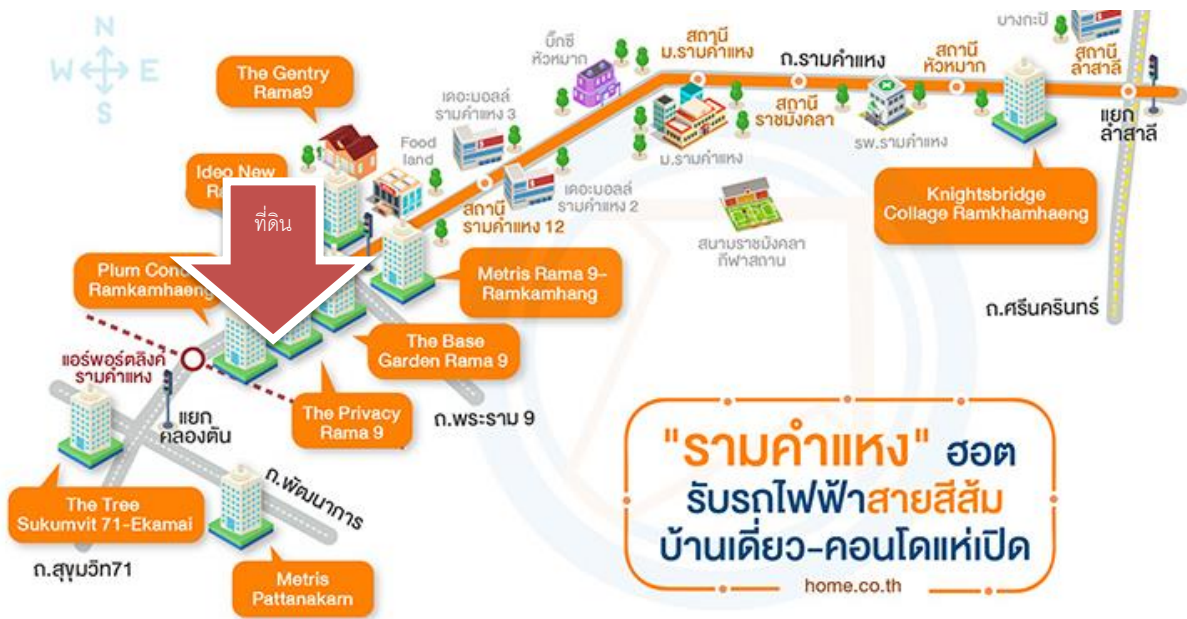 N
W E
S
The Gentry
Rama9
บิ๊กซี
หัวหมาก
สถานี
ม.รามคำแหง
ถ.รามคำแหง
สถานี
หัวหมาก
บางกะปิ
สถานี
ลำสาลี
เดอะมอลล์
รามคำแหง 3
Food
land
สถานี
ราชมังคลา
แยก
ลำสาลี
ม.รามคำแหง
รพ.รามคำแหง
Ideo New
ที่ดิน
เดอะมอลล์
รามคำแหง 2
สถานี
รามคำแหง 12
Knightsbridge
Collage Ramkhamhaeng
สนามราชมังคลา
กีฬาสถาน
Plum
Ramkamhaeng
Metris Rama 9–
Ramkamhang
ถ.ศรีนครินทร์
The Base
Garden Rama 9
แอร์พอร์ตลิงค์
รามคำแหง
แยก
คลองตัน
The Privacy
Rama 9
ถ.พระราม 9
"รามคำแหง" ฮอต
รับรถไฟฟ้าสายสีส้ม
บ้านเดี่ยว-คอนโดแห่เปิด
home.co.th
The Tree
Sukumvit 71-Ekamai
ถ.พัฒนาการ
ถ.สุขุมวิท71
Metris
Pattanakarn